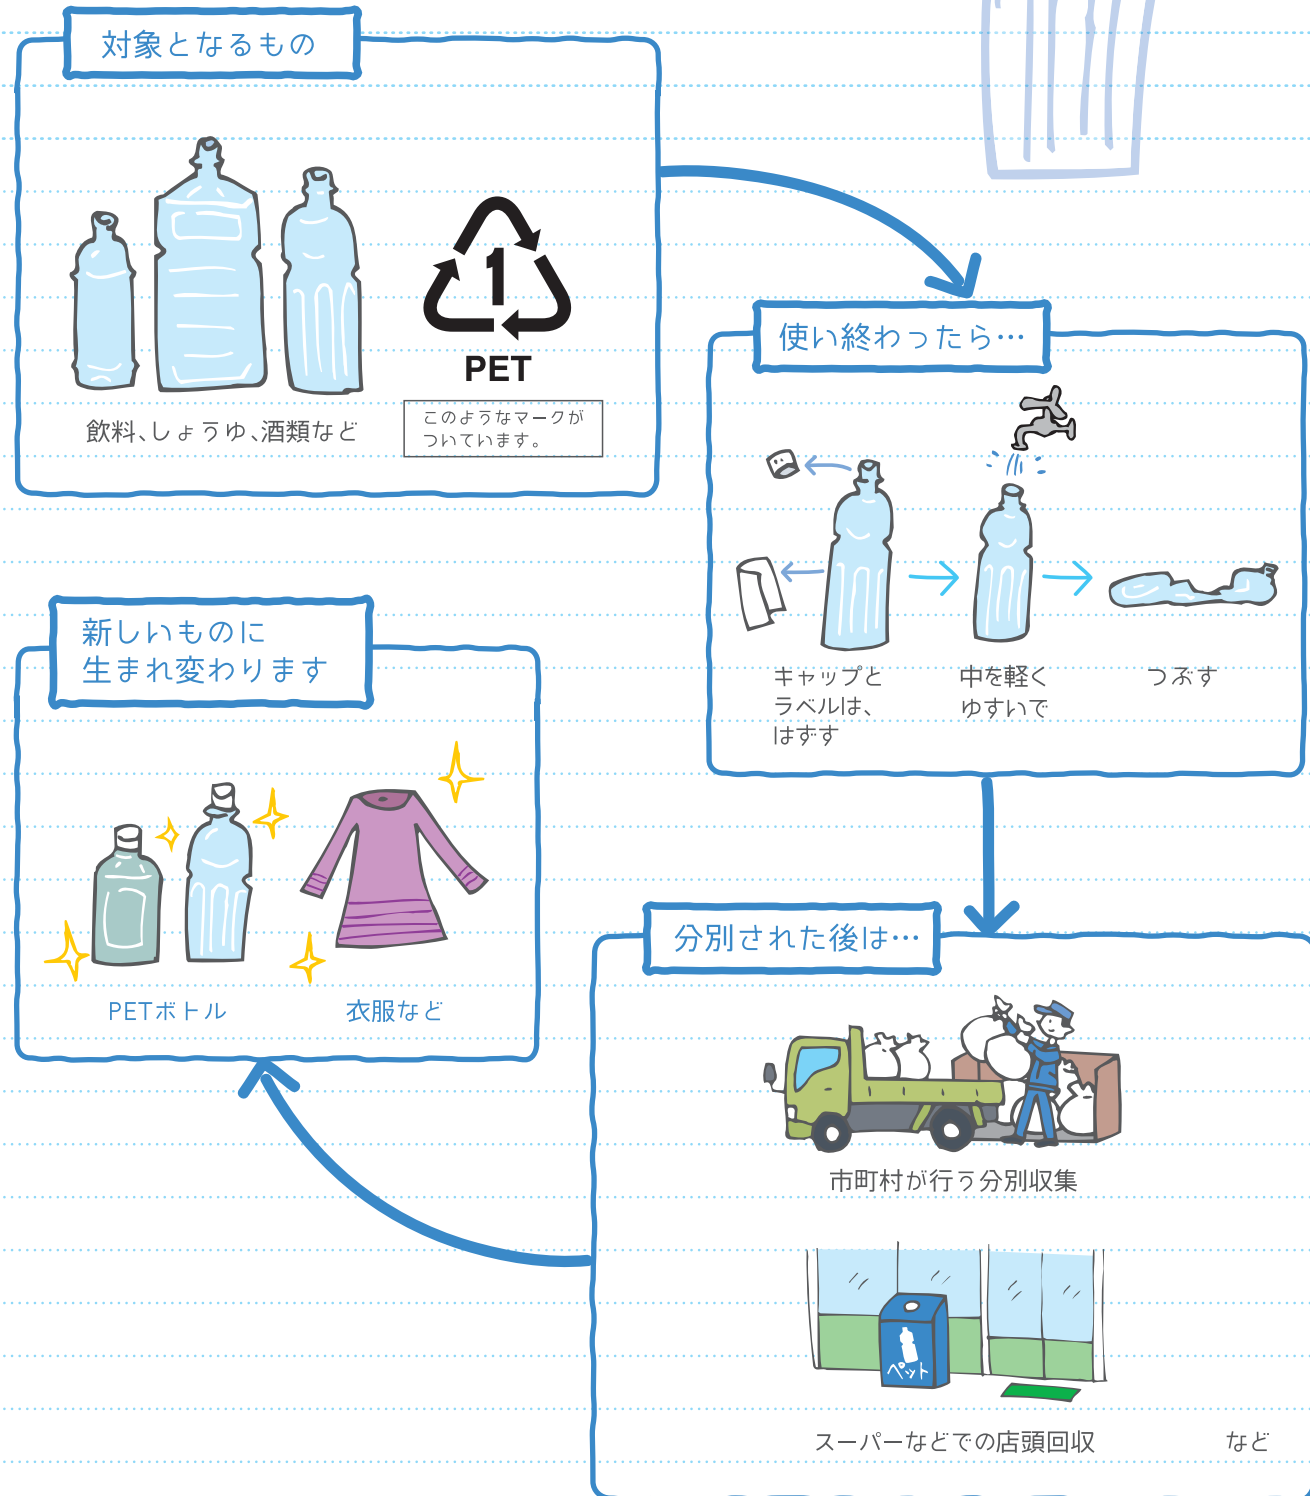 対象となるもの
1
PET
飲料、しょうゆ、酒類など
このようなマークが
ついています。
使い終わったら…
キャップと
ラベルは、
はずす
中を軽く
ゆすいで
つぶす
分別された後は…
市町村が行う分別収集
ペット
スーパーなどでの店頭回収
など
新しいものに
生まれ変わります
PETボトル
衣服など